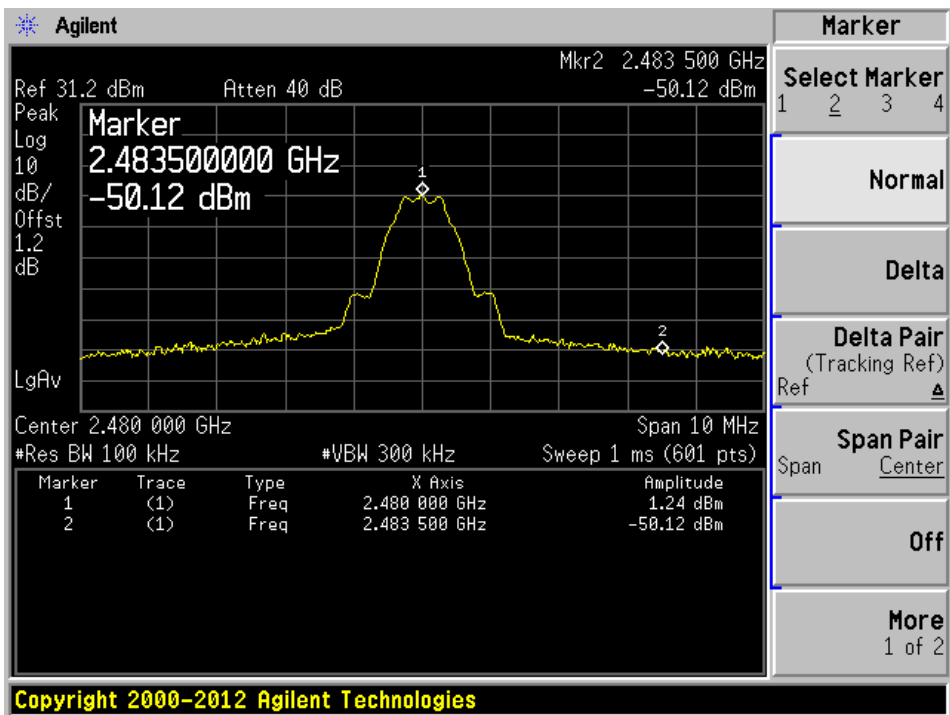 Agilent
Marker
Mkr2 2.483 500 GHz
Ref 31.2 dBm Atten 40 dB -50.12 dBm
Peak
Log
10
dB/
Offst
1.2
dB
LgAv
Marker
2.483500000 GHz
-50.12 dBm
1
2
Center 2.480 000 GHz Span 10 MHz
#Res BW 100 kHz #VBW 300 kHz Sweep 1 ms (601 pts)
Marker Trace Type X Axis Amplitude
1 (1) Freq 2.480 000 GHz 1.24 dBm
2 (1) Freq 2.483 500 GHz -50.12 dBm
Select Marker
1 2 3 4
Normal
Delta
Delta Pair
(Tracking Ref)
Ref Δ
Span Pair
Span Center
Off
More
1 of 2
Copyright 2000-2012 Agilent Technologies